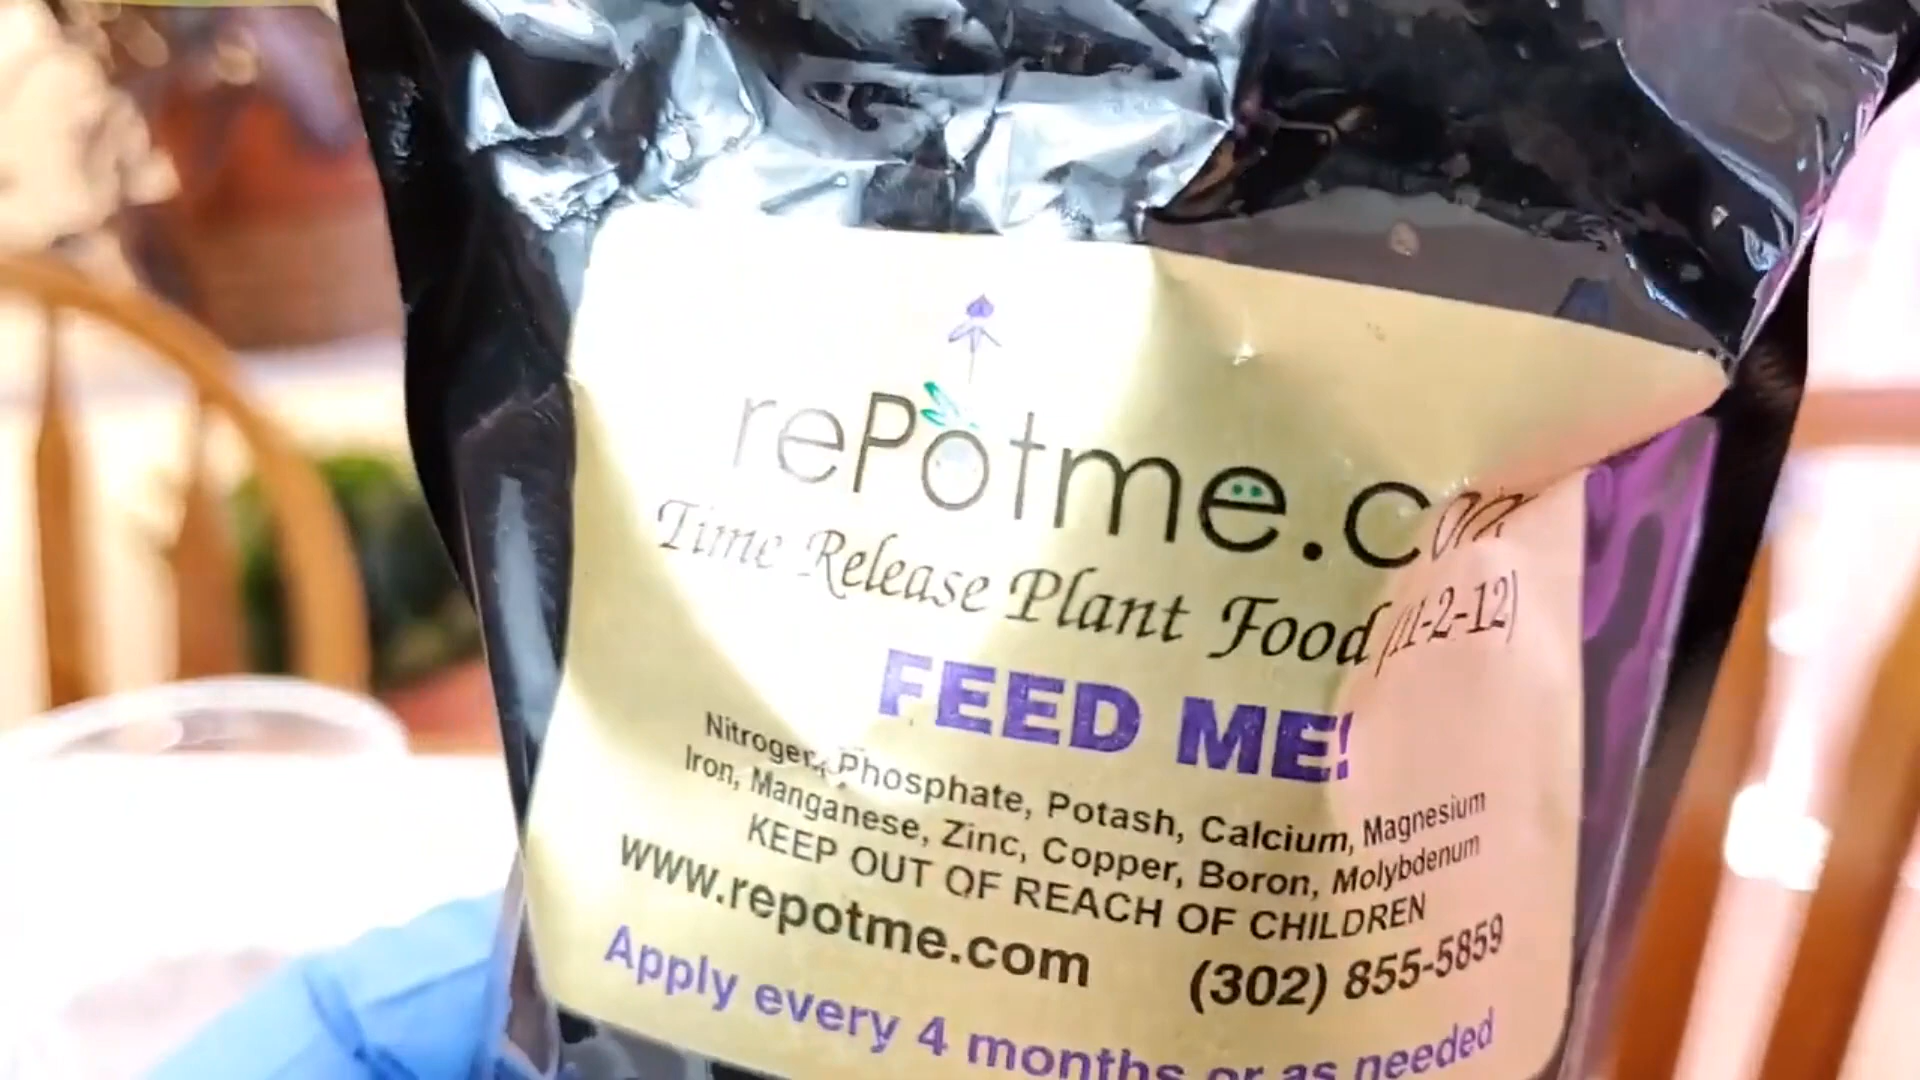 rePotme.com
Time Release Plant Food (11-2-12)
FEED ME!
Nitrogen, Phosphate, Potash, Calcium, Magnesium
Iron, Manganese, Zinc, Copper, Boron, Molybdenum
KEEP OUT OF REACH OF CHILDREN
www.repotme.com (302) 855-5859
Apply every 4 months or as needed